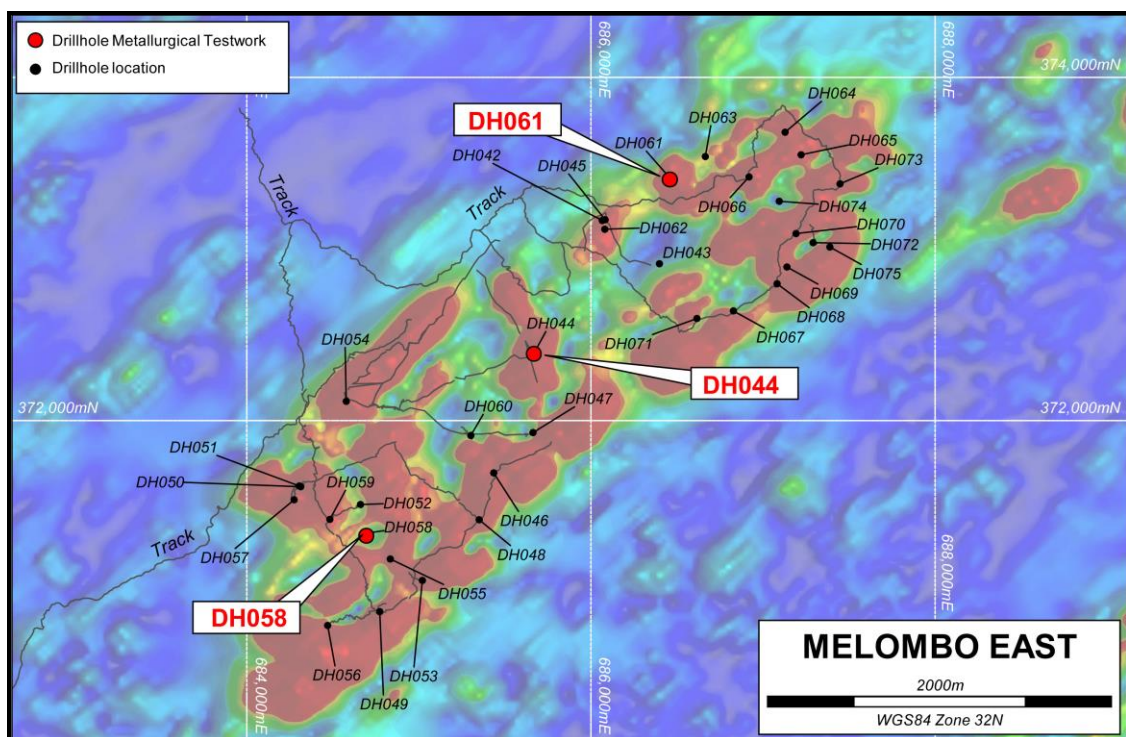 Drillhole Metallurgical Testwork
Drillhole location
686,000mE
688,000mE
374,000mN
DH064
DH063
DH061
DH061
DH065
DH042
DH045
DH073
Track
Track
DH066
DH074
DH062
DH070
DH043
DH072
DH075
DH069
DH068
DH044
DH071
DH067
DH054
DH044
DH047
DH060
372,000mN
DH051
DH050
DH059
DH052
DH046
DH058
DH048
Track
DH057
DH055
DH058
DH056
DH053
DH049
684,000mE
686,000mE
688,000mE
MELOMBO EAST
2000m
WGS84 Zone 32N